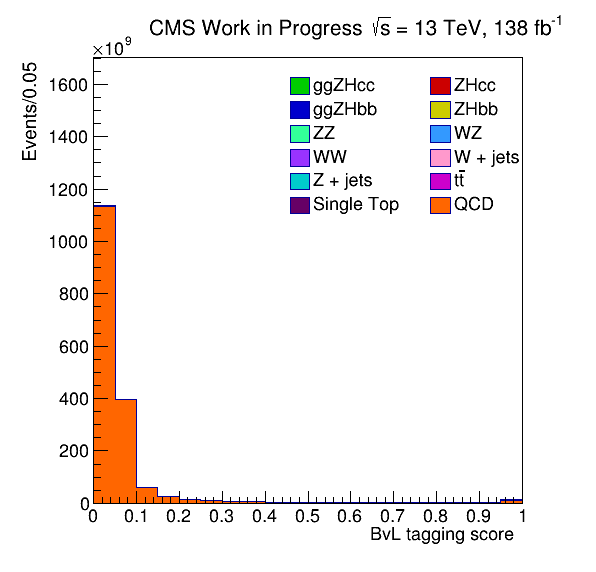 CMS Work in Progress √s = 13 TeV, 138 fb⁻¹
×10⁹
Events/0.05
1600
1400
1200
1000
800
600
400
200
0
ggZHcc ZHcc
ggZHbb ZHbb
ZZ WZ
WW W + jets
Z + jets tt̅
Single Top QCD
0 0.1 0.2 0.3 0.4 0.5 0.6 0.7 0.8 0.9 1
BvL tagging score